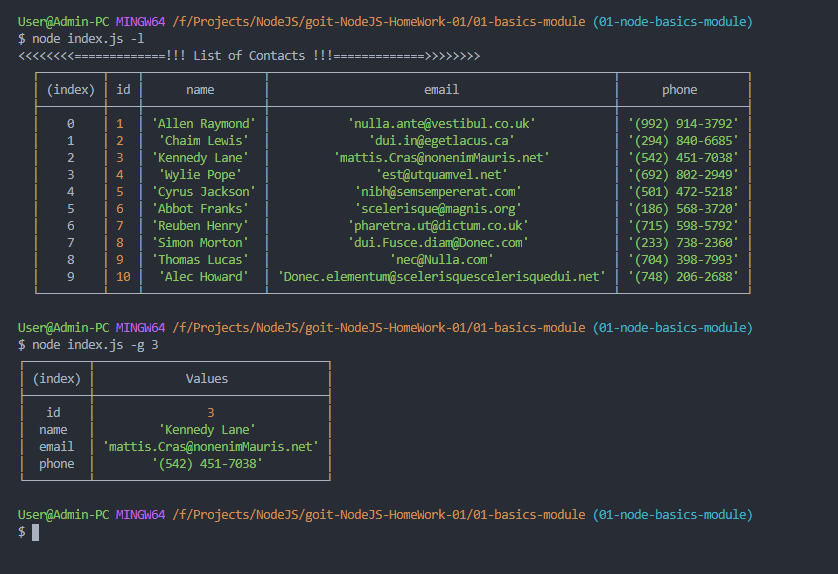 User@Admin-PC MINGW64 /f/Projects/NodeJS/goit-NodeJS-HomeWork-01/01-basics-module (01-node-basics-module)
$ node index.js -l
<<<<<<<<=============!!! List of Contacts !!!=============>>>>>>>>
(index) id name email phone
0 1 'Allen Raymond' 'nulla.ante@vestibul.co.uk' '(992) 914-3792'
1 2 'Chaim Lewis' 'dui.in@egetlacus.ca' '(294) 840-6685'
2 3 'Kennedy Lane' 'mattis.Cras@nonenimMauris.net' '(542) 451-7038'
3 4 'Wylie Pope' 'est@utquamvel.net' '(692) 802-2949'
4 5 'Cyrus Jackson' 'nibh@semsempererat.com' '(501) 472-5218'
5 6 'Abbot Franks' 'scelerisque@magnis.org' '(186) 568-3720'
6 7 'Reuben Henry' 'pharetra.ut@dictum.co.uk' '(715) 598-5792'
7 8 'Simon Morton' 'dui.Fusce.diam@Donec.com' '(233) 738-2360'
8 9 'Thomas Lucas' 'nec@Nulla.com' '(704) 398-7993'
9 10 'Alec Howard' 'Donec.elementum@scelerisquescelerisquedui.net' '(748) 206-2688'
User@Admin-PC MINGW64 /f/Projects/NodeJS/goit-NodeJS-HomeWork-01/01-basics-module (01-node-basics-module)
$ node index.js -g 3
(index) Values
id 3
name 'Kennedy Lane'
email 'mattis.Cras@nonenimMauris.net'
phone '(542) 451-7038'
User@Admin-PC MINGW64 /f/Projects/NodeJS/goit-NodeJS-HomeWork-01/01-basics-module (01-node-basics-module)
$